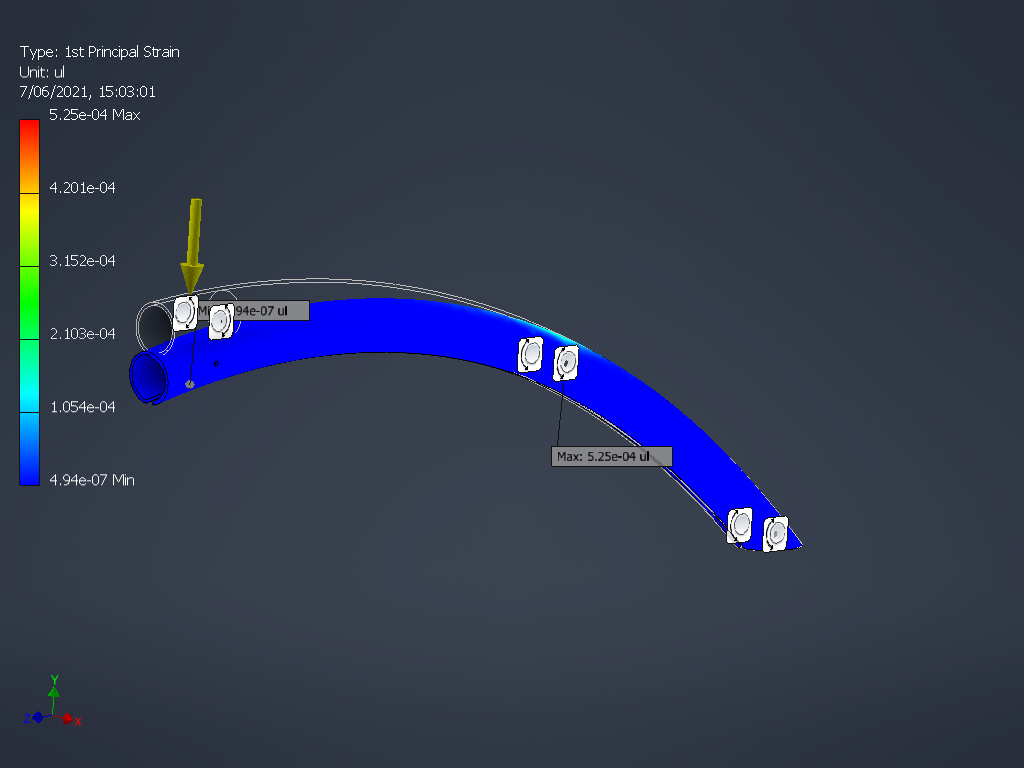 Type: 1st Principal Strain
Unit: ul
7/06/2021, 15:03:01
5.25e-04 Max
4.201e-04
3.152e-04
2.103e-04
1.054e-04
4.94e-07 Min
94e-07 ul
Max: 5.25e-04 ul
Y
Z
X